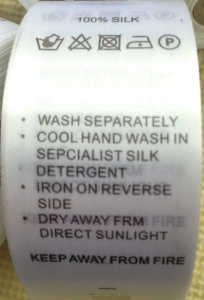 100% SILK
• WASH SEPARATELY
• COOL HAND WASH IN
SEPCIALIST SILK
• DETERGENT
• IRON ON REVERSE
SIDE
• DRY AWAY FRM
DIRECT SUNLIGHT
KEEP AWAY FROM FIRE